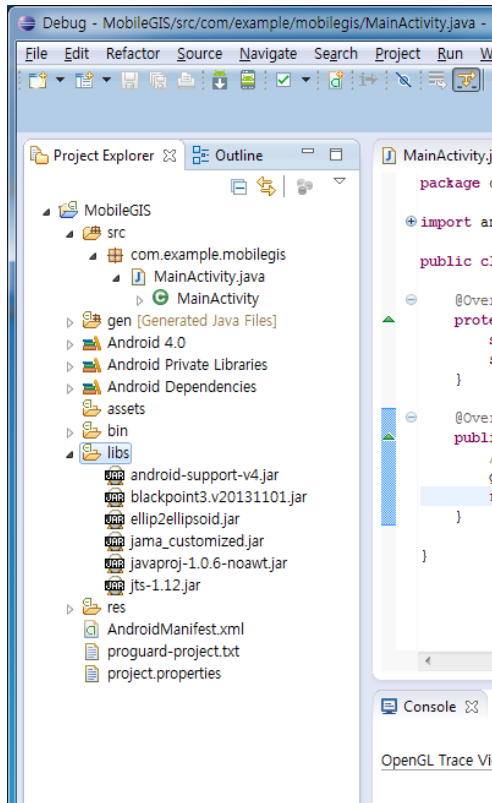 Debug - MobileGIS/src/com/example/mobilegis/MainActivity.java -
File Edit Refactor Source Navigate Search Project Run W
Project Explorer Outline
MobileGIS
src
com.example.mobilegis
MainActivity.java
MainActivity
gen [Generated Java Files]
Android 4.0
Android Private Libraries
Android Dependencies
assets
bin
libs
android-support-v4.jar
blackpoint3.v20131101.jar
ellip2ellipsoid.jar
jama_customized.jar
javaproj-1.0.6-noawt.jar
jts-1.12.jar
res
AndroidManifest.xml
proguard-project.txt
project.properties
MainActivity.j
package
import an
public cl
@Over
prote
s
s
}
@Over
publi
/
g
r
}
}
Console
OpenGL Trace Vi